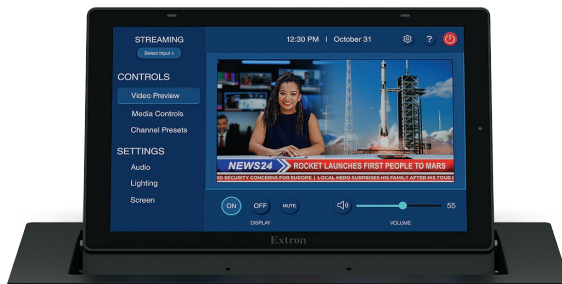 STREAMING
Select Input >
12:30 PM | October 31
?
CONTROLS
Video Preview
Media Controls
Channel Presets
SETTINGS
Audio
Lighting
Screen
NEWS24
ROCKET LAUNCHES FIRST PEOPLE TO MARS
ED SECURITY CONCERNS FOR EUROPE | LOCAL HERO SURPRISES HIS FAMILY AFTER HIS TOUR
ON
OFF
MUTE
55
DISPLAY
VOLUME
Extron